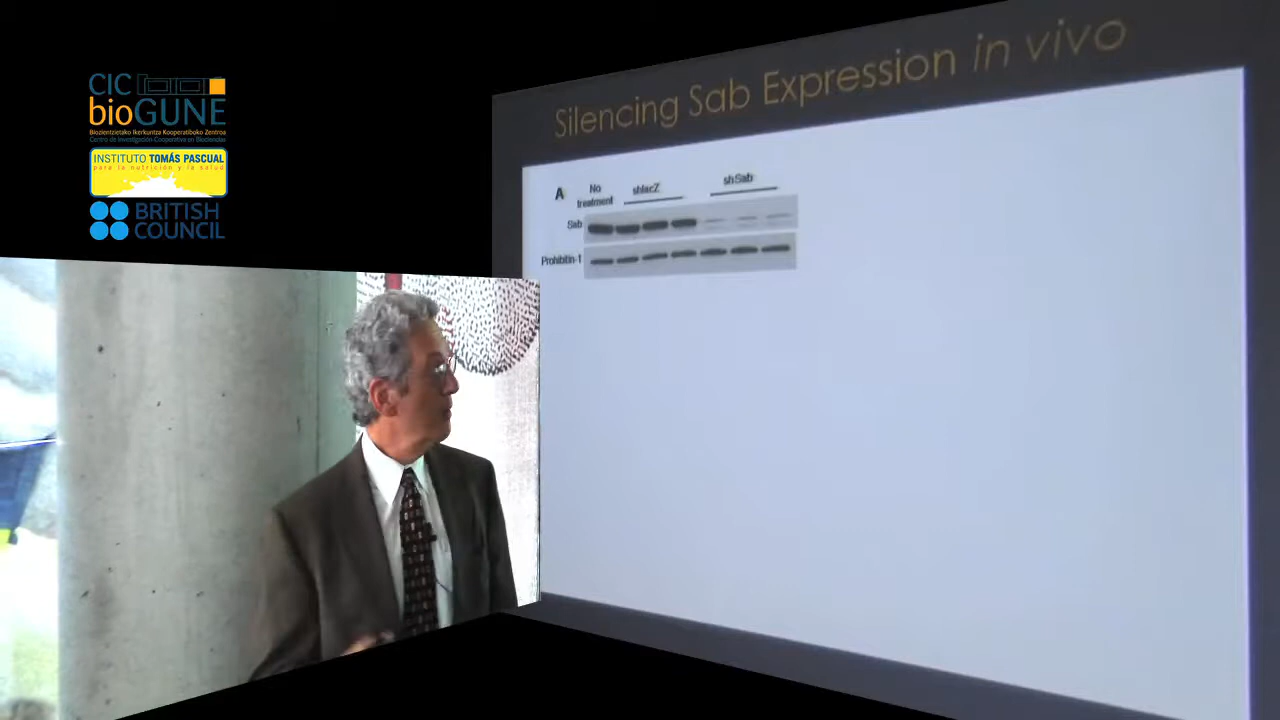 CIC
bioGUNE
Biozientzietako Ikerkuntza Kooperatiboko Zentroa
Centro de Investigación Cooperativa en Biociencias
INSTITUTO TOMÁS PASCUAL
para la nutrición y la salud
BRITISH
COUNCIL
Silencing Sab Expression in vivo
A
No
treatment
shlacZ
shSab
Sab
Prohibitin-1